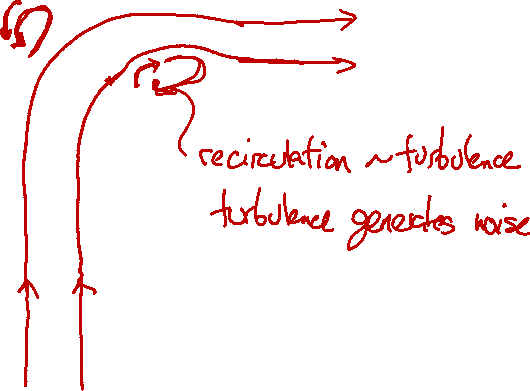 recirculation ~ turbulence
turbulence generates noise